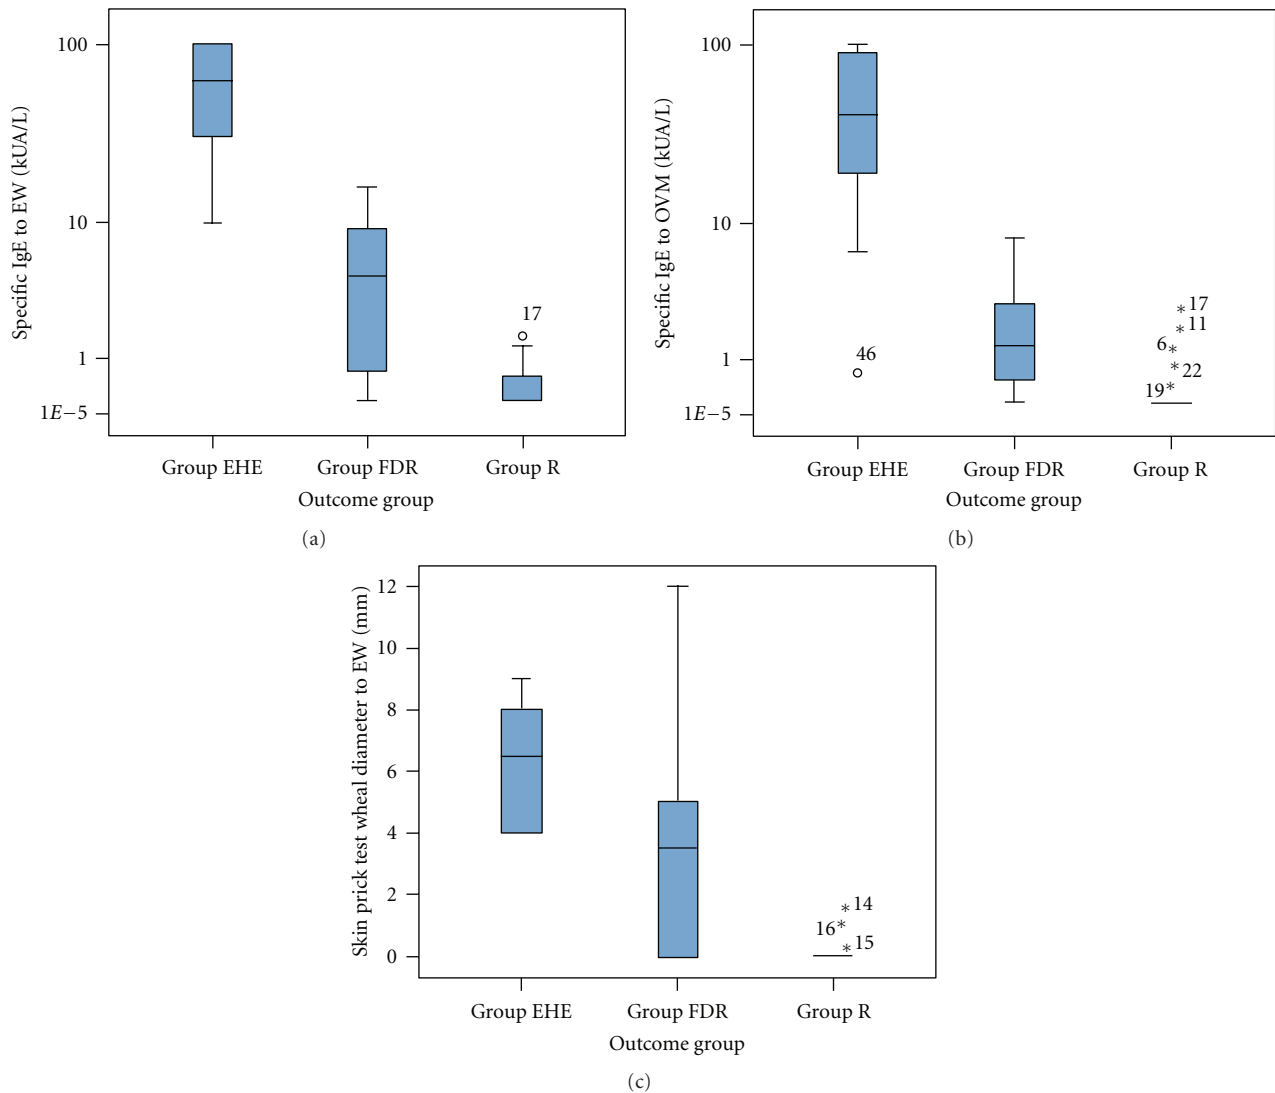 100
10
1
1E−5
Specific IgE to EW (kUA/L)
17
Group EHE
Group FDR
Group R
Outcome group
(a)
100
10
1
1E−5
Specific IgE to OVM (kUA/L)
46
∗ 17
∗ 11
6 ∗
∗ 22
19 ∗
Group EHE
Group FDR
Group R
Outcome group
(b)
12
10
8
6
4
2
0
Skin prick test wheal diameter to EW (mm)
∗ 14
16 ∗
∗ 15
Group EHE
Group FDR
Group R
Outcome group
(c)